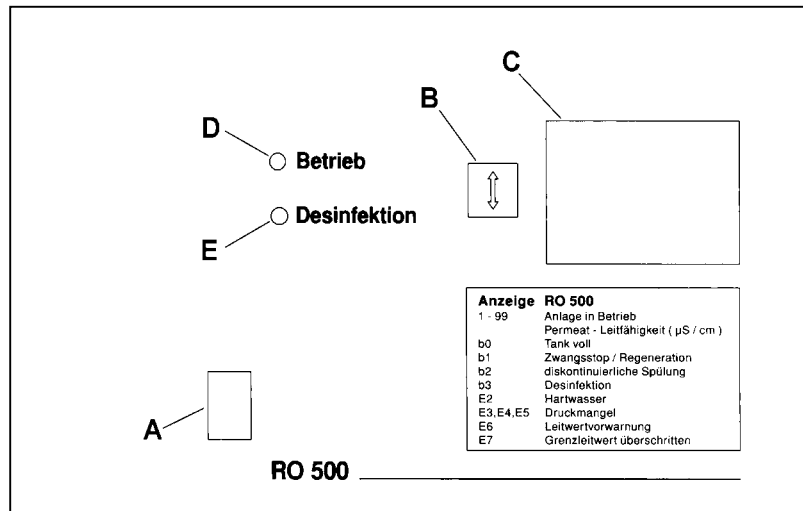 C
B
D
Betrieb
Desinfektion
E
Anzeige RO 500
1 - 99 Anlage in Betrieb
Permeat - Leitfähigkeit ( µS / cm )
b0 Tank voll
b1 Zwangsstop / Regeneration
b2 diskontinuierliche Spülung
b3 Desinfektion
E2 Hartwasser
E3,E4,E5 Druckmangel
E6 Leitwertvorwarnung
E7 Grenzleitwert überschritten
A
RO 500